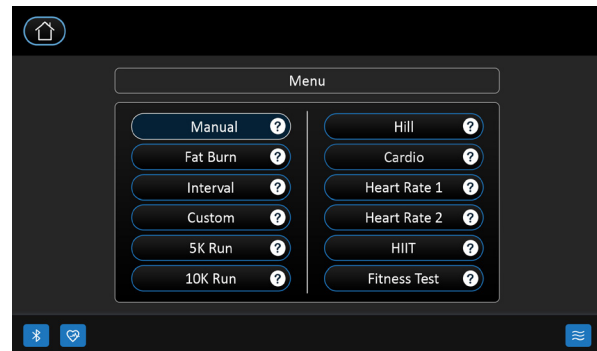 Menu
Manual ?
Fat Burn ?
Interval ?
Custom ?
5K Run ?
10K Run ?
Hill ?
Cardio ?
Heart Rate 1 ?
Heart Rate 2 ?
HIIT ?
Fitness Test ?